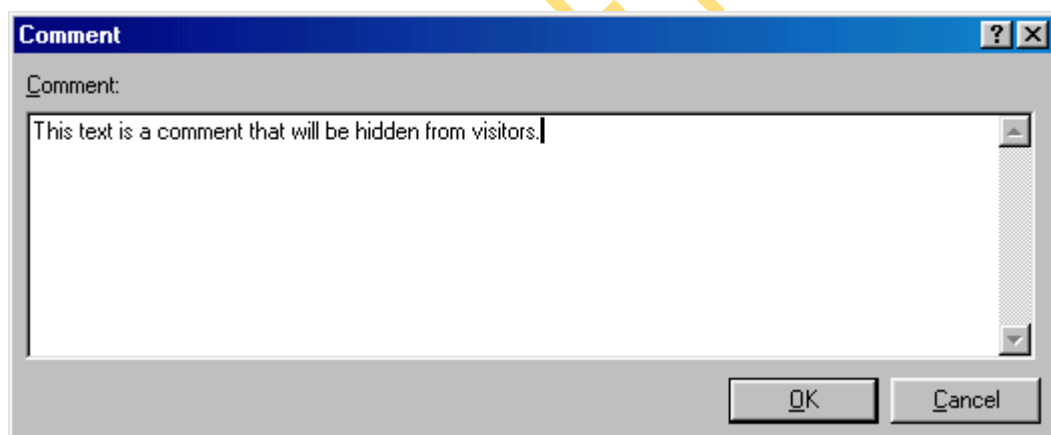 Comment
Comment:
This text is a comment that will be hidden from visitors.
OK
Cancel